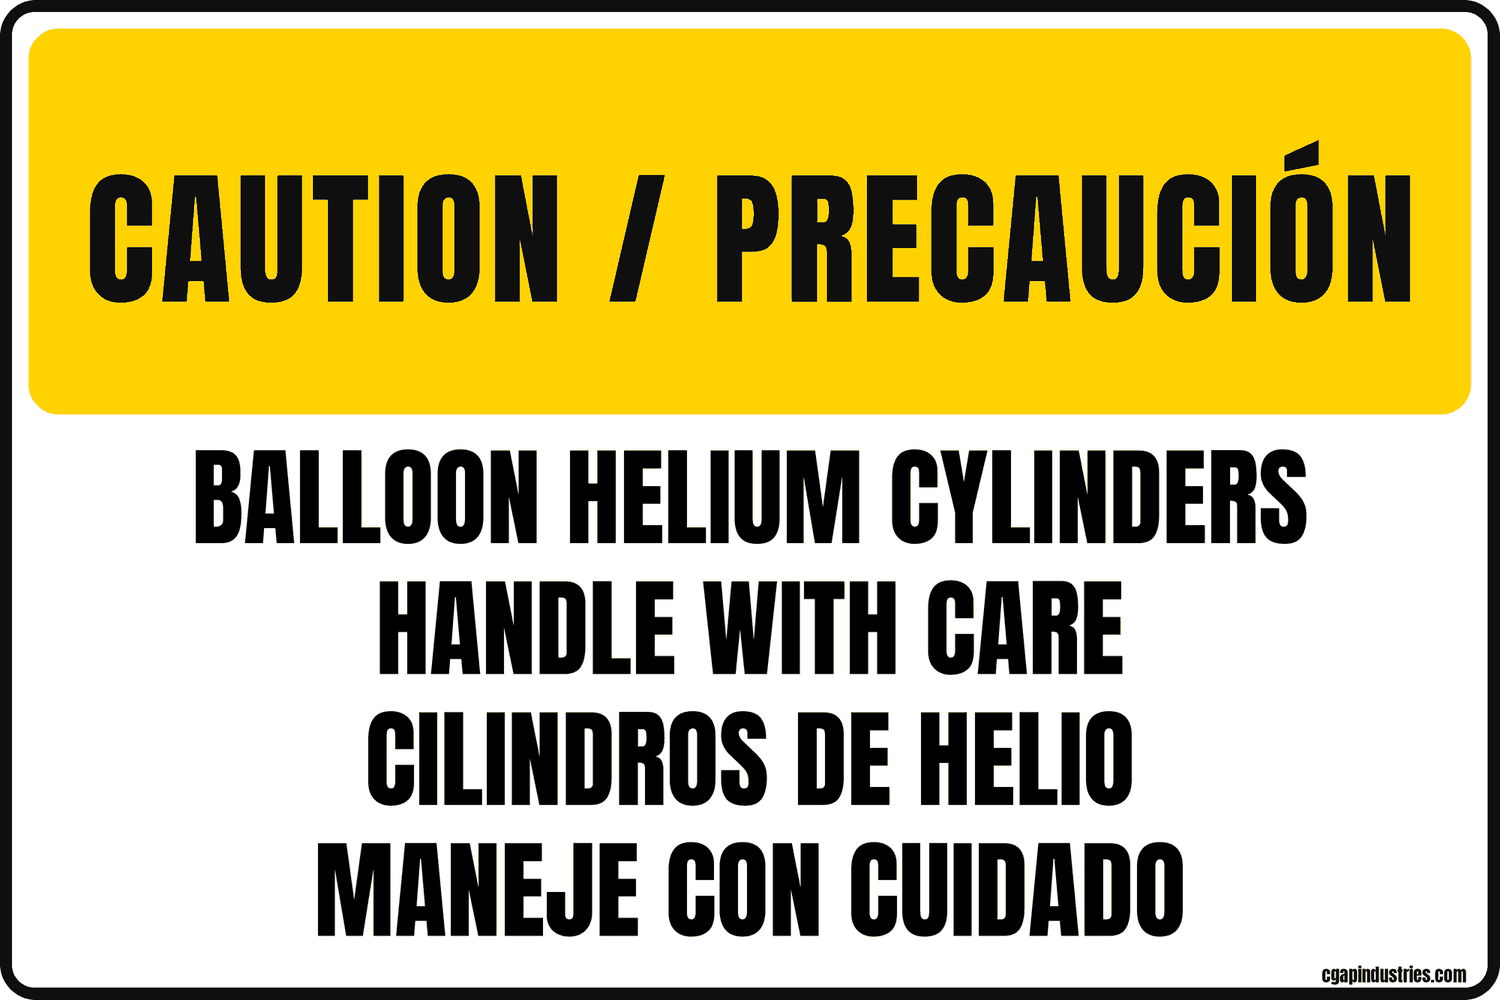 CAUTION / PRECAUCIÓN
BALLOON HELIUM CYLINDERS
HANDLE WITH CARE
CILINDROS DE HELIO
MANEJE CON CUIDADO
cgapindustries.com